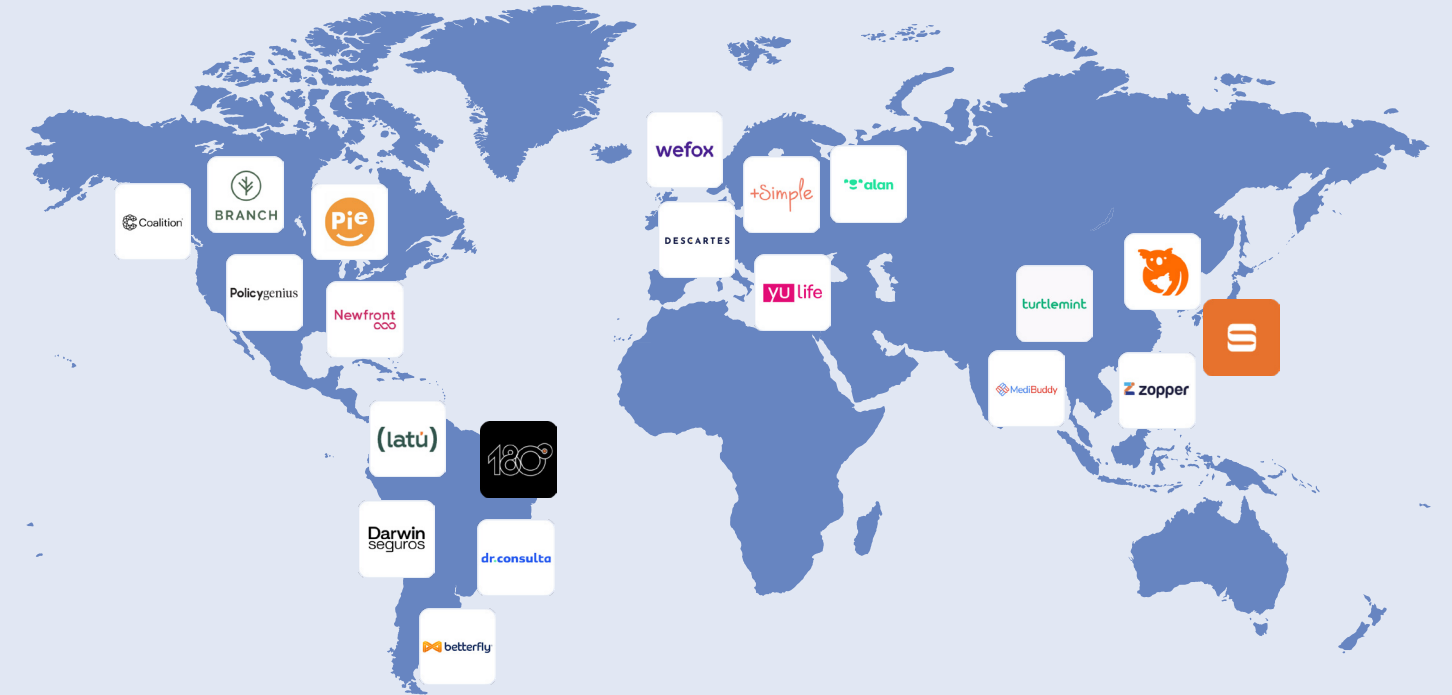 Coalition
BRANCH
Pie
Policygenius
Newfront
wefox
+Simple
alan
DESCARTES
YU life
turtlemint
MediBuddy
zopper
S
(latú)
180°
Darwin
seguros
dr.consulta
betterfly